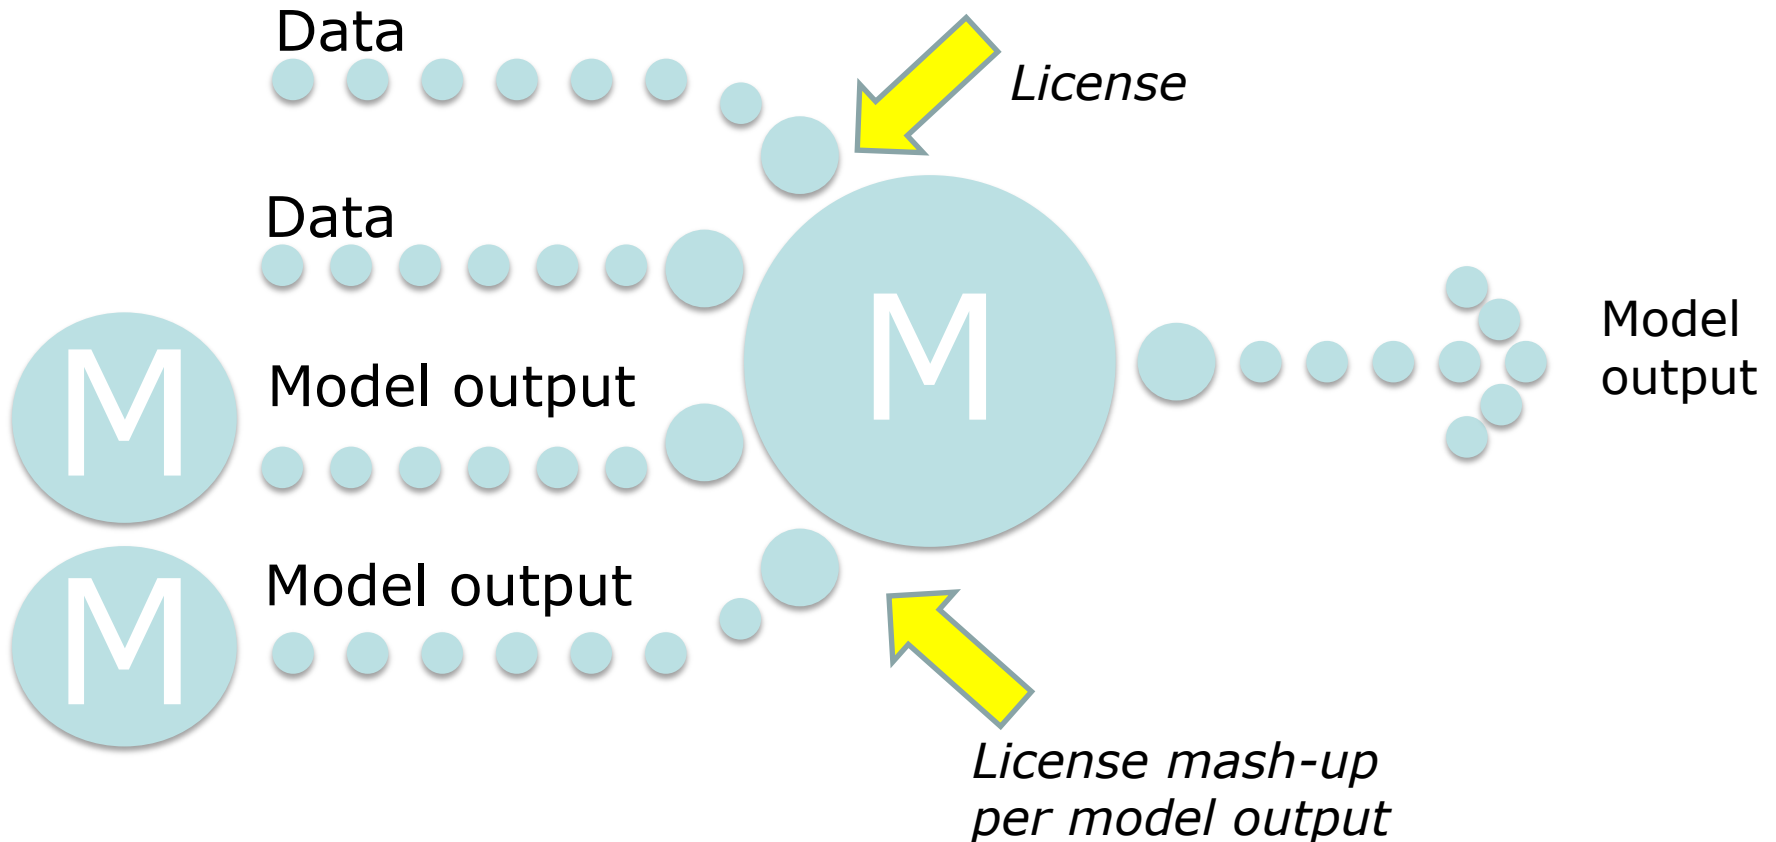 Data
License
Data
M
Model
output
M
Model output
M
Model output
License mash-up
per model output